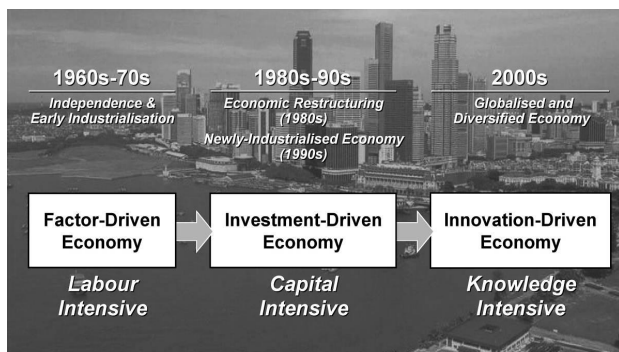 1960s-70s
Independence &
Early Industrialisation
1980s-90s
Economic Restructuring
(1980s)
Newly-Industrialised Economy
(1990s)
2000s
Globalised and
Diversified Economy
Factor-Driven
Economy
Investment-Driven
Economy
Innovation-Driven
Economy
Labour
Intensive
Capital
Intensive
Knowledge
Intensive